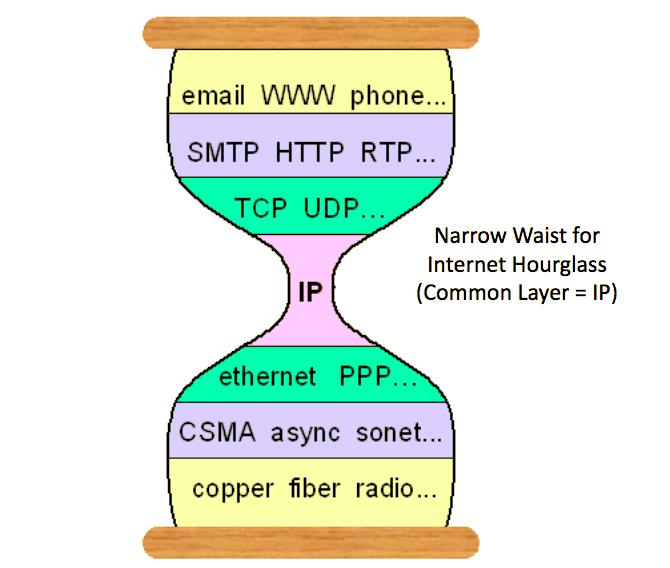 email WWW phone...
SMTP HTTP RTP...
TCP UDP...
Narrow Waist for
Internet Hourglass
(Common Layer = IP)
IP
ethernet PPP...
CSMA async sonet...
copper fiber radio...